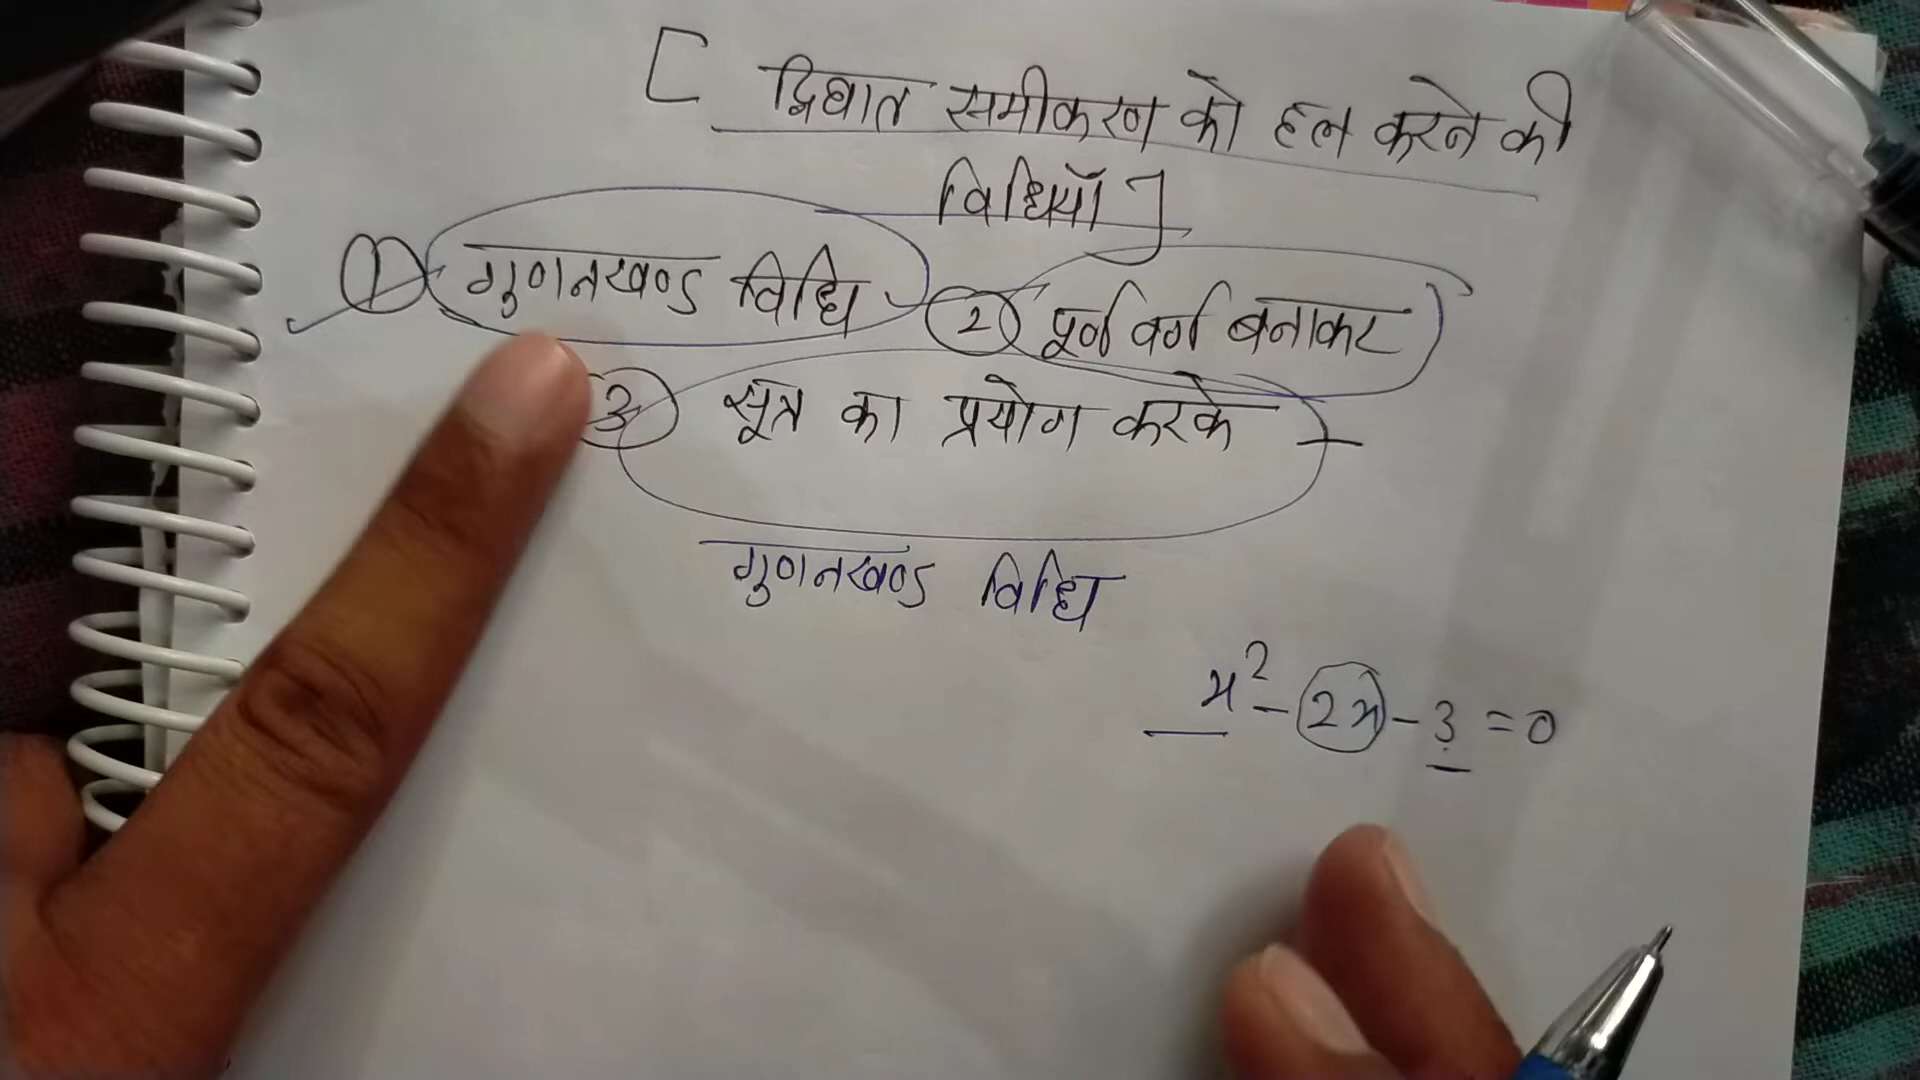 [ द्विघात समीकरण को हल करने की
विधियाँ ]
① गुणनखण्ड विधि ② पूर्ण वर्ग बनाकर
③ सूत्र का प्रयोग करके
गुणनखण्ड विधि
x² - 2x - 3 = 0